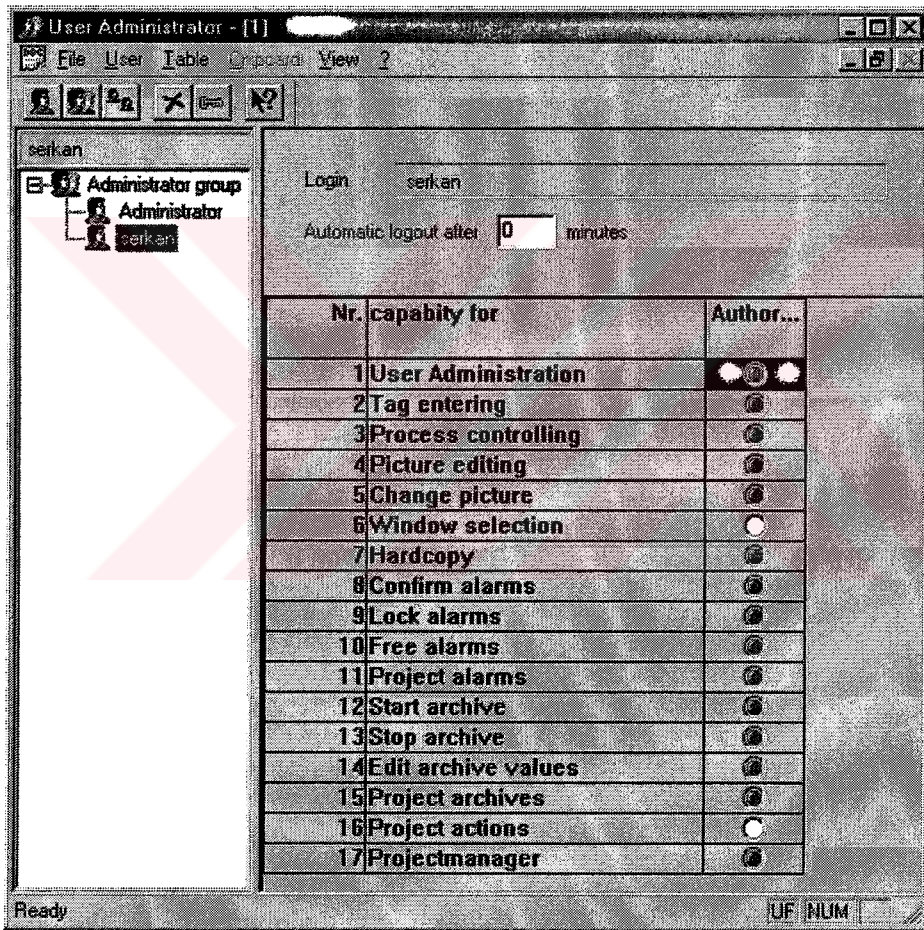 User Administrator - [1]
File User Table View ?
serkan
Administrator group
Administrator
serkan
Login serkan
Automatic logout after 0 minutes
Nr. capabity for Author...
1 User Administration
2 Tag entering
3 Process controlling
4 Picture editing
5 Change picture
6 Window selection
7 Hardcopy
8 Confirm alarms
9 Lock alarms
10 Free alarms
11 Project alarms
12 Start archive
13 Stop archive
14 Edit archive values
15 Project archives
16 Project actions
17 Projectmanager
Ready UF NUM